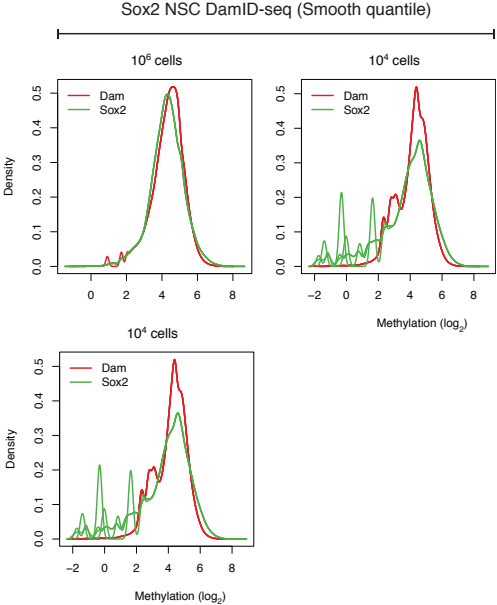 Sox2 NSC DamID-seq (Smooth quantile)
10⁶ cells
Density
0.5
0.4
0.3
0.2
0.1
0.0
Dam
Sox2
0 2 4 6 8
10⁴ cells
0.5
0.4
0.3
0.2
0.1
0.0
Dam
Sox2
−2 0 2 4 6 8
Methylation (log₂)
10⁴ cells
Density
0.5
0.4
0.3
0.2
0.1
0.0
Dam
Sox2
−2 0 2 4 6 8
Methylation (log₂)